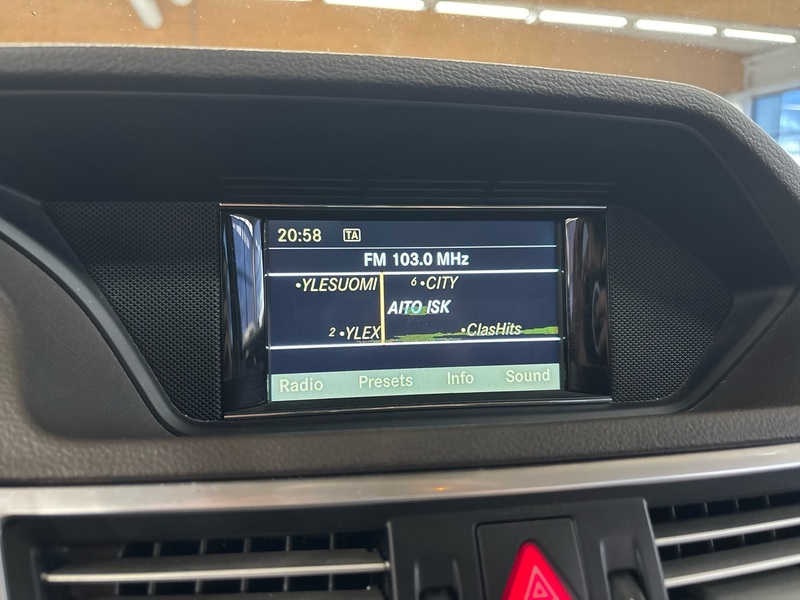 20:58 TA
FM 103.0 MHz
•YLESUOMI 6 •CITY
AITO ISK
2 •YLEX •ClasHits
Radio Presets Info Sound